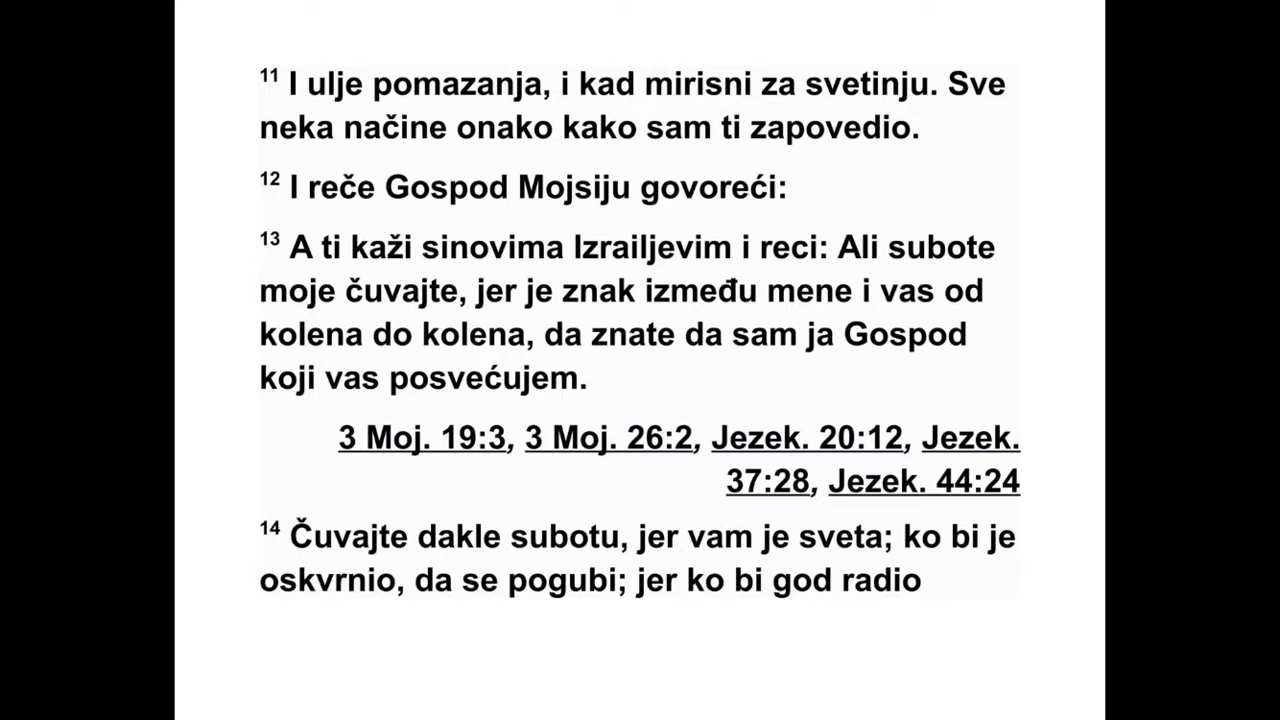 11 I ulje pomazanja, i kad mirisni za svetinju. Sve
neka načine onako kako sam ti zapovedio.
12 I reče Gospod Mojsiju govoreći:
13 A ti kaži sinovima Izrailjevim i reci: Ali subote
moje čuvajte, jer je znak između mene i vas od
kolena do kolena, da znate da sam ja Gospod
koji vas posvećujem.
3 Moj. 19:3, 3 Moj. 26:2, Jezek. 20:12, Jezek.
37:28, Jezek. 44:24
14 Čuvajte dakle subotu, jer vam je sveta; ko bi je
oskvrnio, da se pogubi; jer ko bi god radio